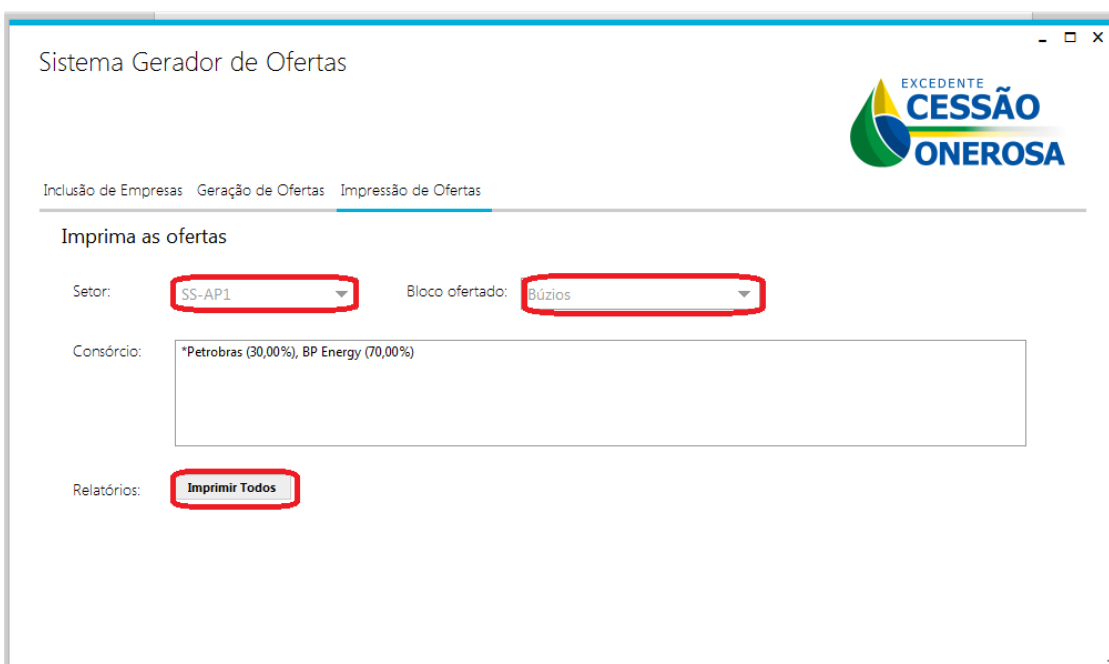 Sistema Gerador de Ofertas
EXCEDENTE
CESSÃO
ONEROSA
Inclusão de Empresas Geração de Ofertas Impressão de Ofertas
Imprima as ofertas
Setor: SS-AP1 Bloco ofertado: Búzios
Consórcio: *Petrobras (30,00%), BP Energy (70,00%)
Relatórios: Imprimir Todos